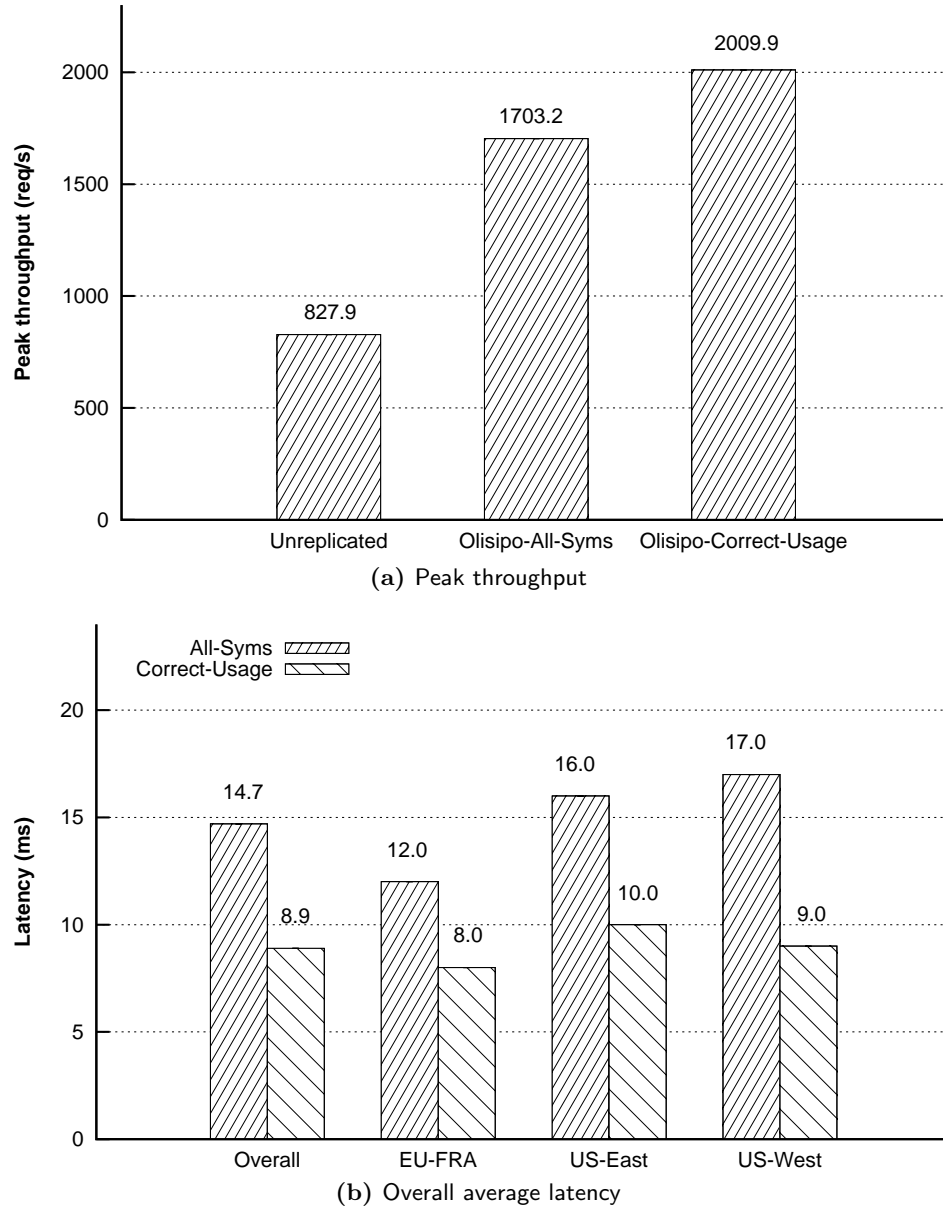 2009.9
2000
1703.2
1500
Peak throughput (req/s)
1000
827.9
500
0
Unreplicated Olisipo-All-Syms Olisipo-Correct-Usage
(a) Peak throughput
All-Syms
Correct-Usage
20
17.0
16.0
14.7
15
12.0
Latency (ms)
10.0
10
8.9
8.0
9.0
5
0
Overall EU-FRA US-East US-West
(b) Overall average latency